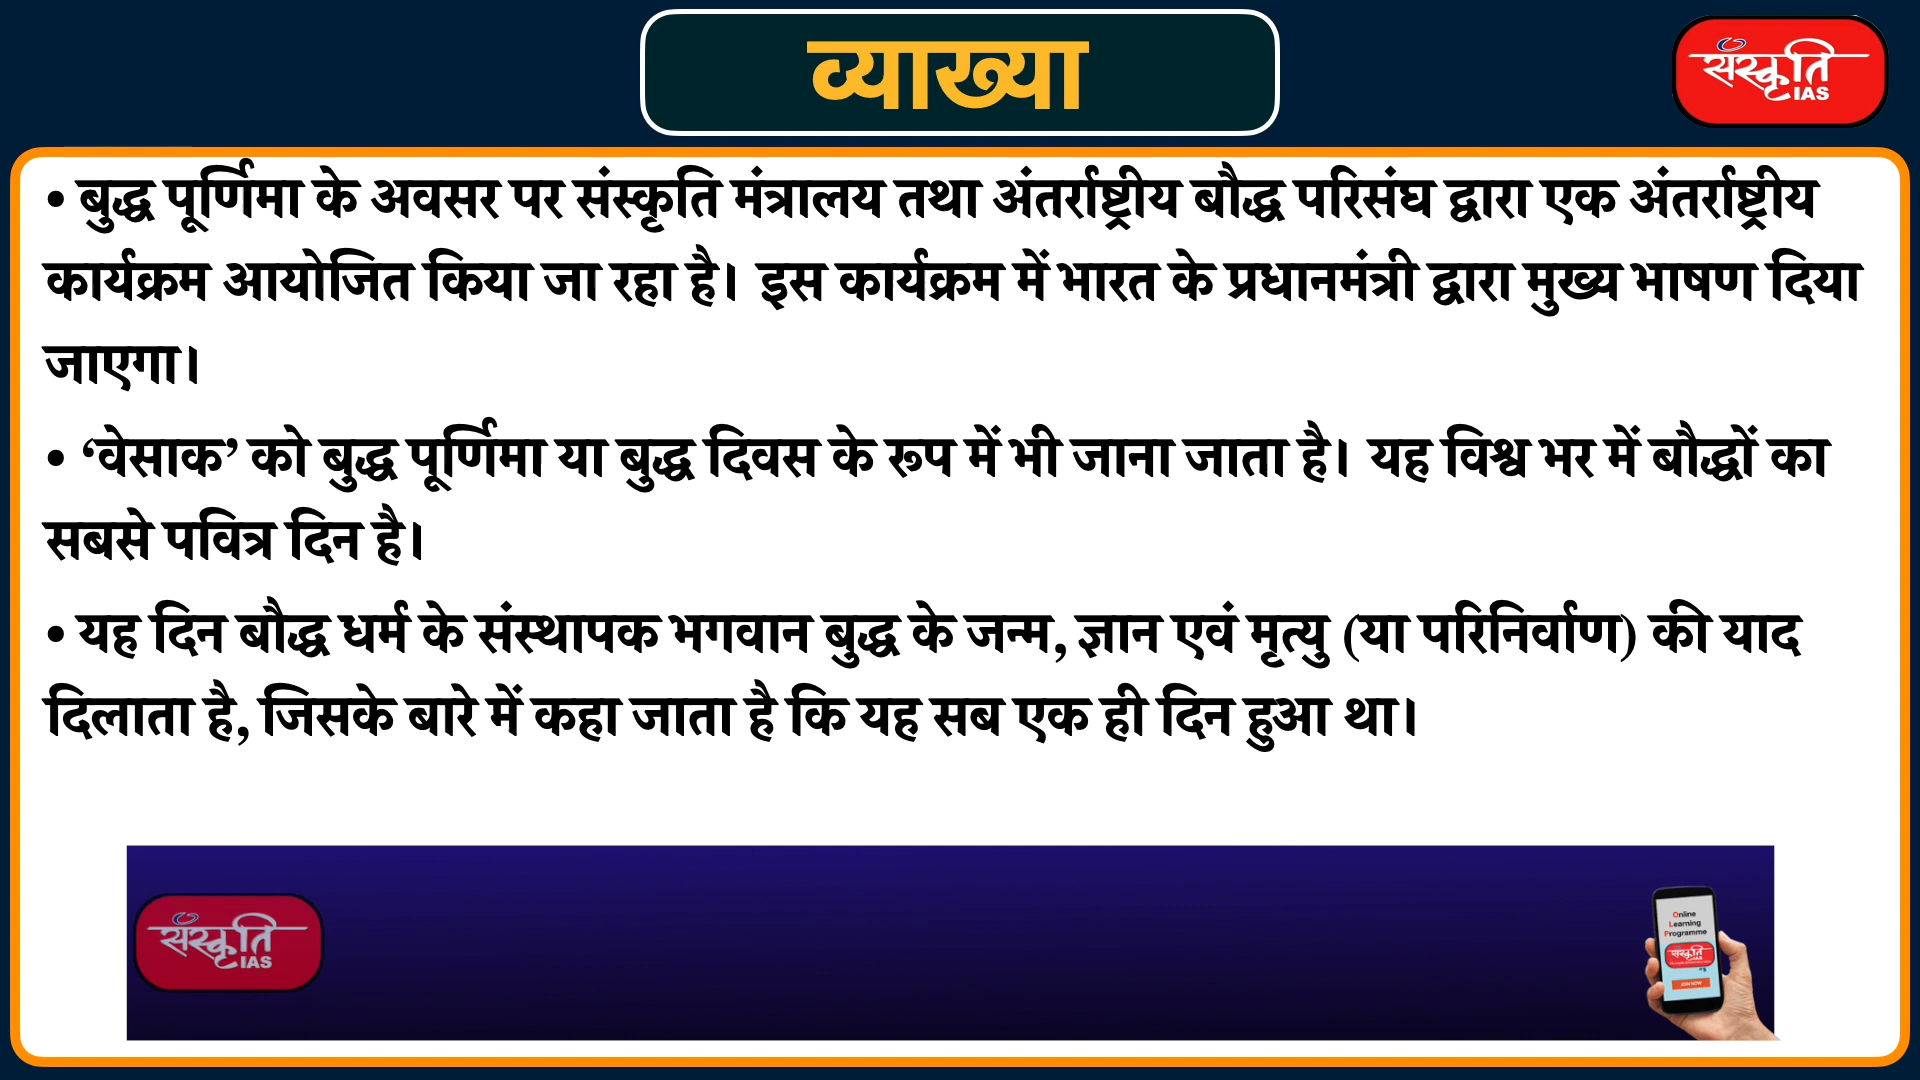 व्याख्या
संस्कृति
IAS
• बुद्ध पूर्णिमा के अवसर पर संस्कृति मंत्रालय तथा अंतर्राष्ट्रीय बौद्ध परिसंघ द्वारा एक अंतर्राष्ट्रीय
कार्यक्रम आयोजित किया जा रहा है। इस कार्यक्रम में भारत के प्रधानमंत्री द्वारा मुख्य भाषण दिया
जाएगा।
• ‘वेसाक’ को बुद्ध पूर्णिमा या बुद्ध दिवस के रूप में भी जाना जाता है। यह विश्व भर में बौद्धों का
सबसे पवित्र दिन है।
• यह दिन बौद्ध धर्म के संस्थापक भगवान बुद्ध के जन्म, ज्ञान एवं मृत्यु (या परिनिर्वाण) की याद
दिलाता है, जिसके बारे में कहा जाता है कि यह सब एक ही दिन हुआ था।
संस्कृति
IAS
Online
Learning
Programme
संस्कृति
JOIN NOW